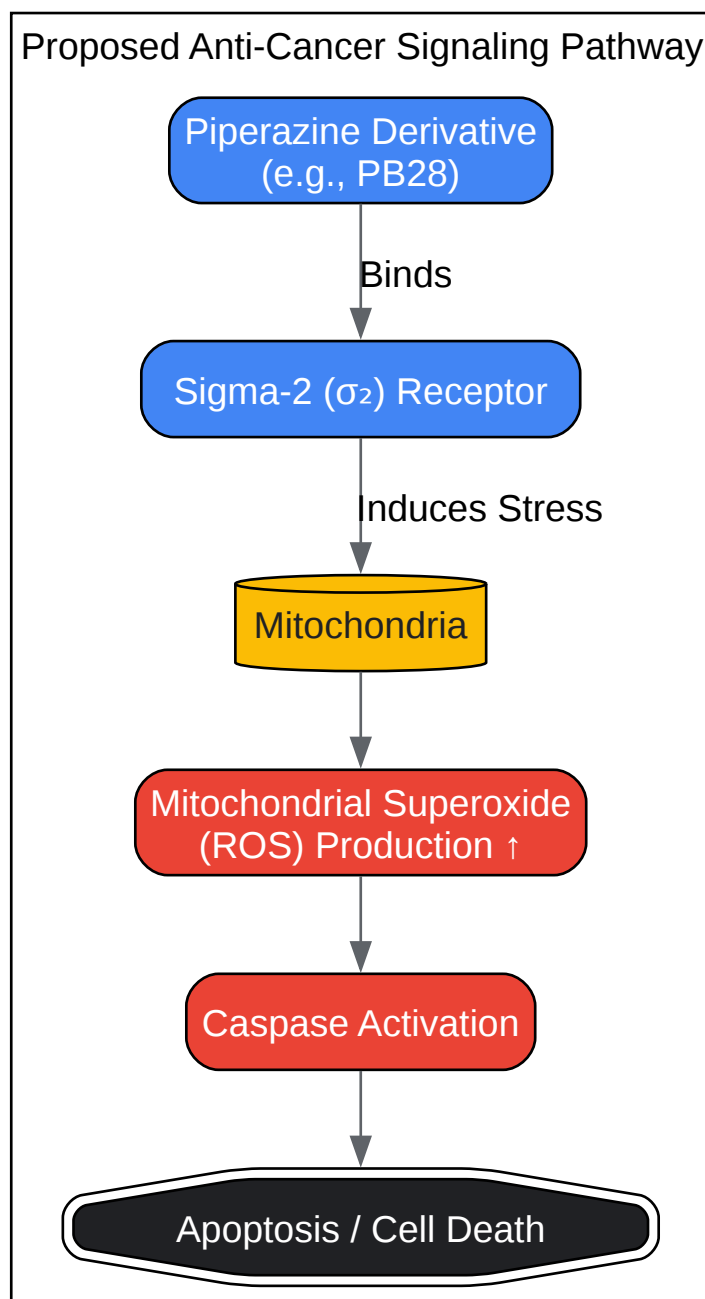 Proposed Anti-Cancer Signaling Pathway
Piperazine Derivative
(e.g., PB28)
Binds
Sigma-2 (σ₂) Receptor
Induces Stress
Mitochondria
Mitochondrial Superoxide
(ROS) Production ↑
Caspase Activation
Apoptosis / Cell Death